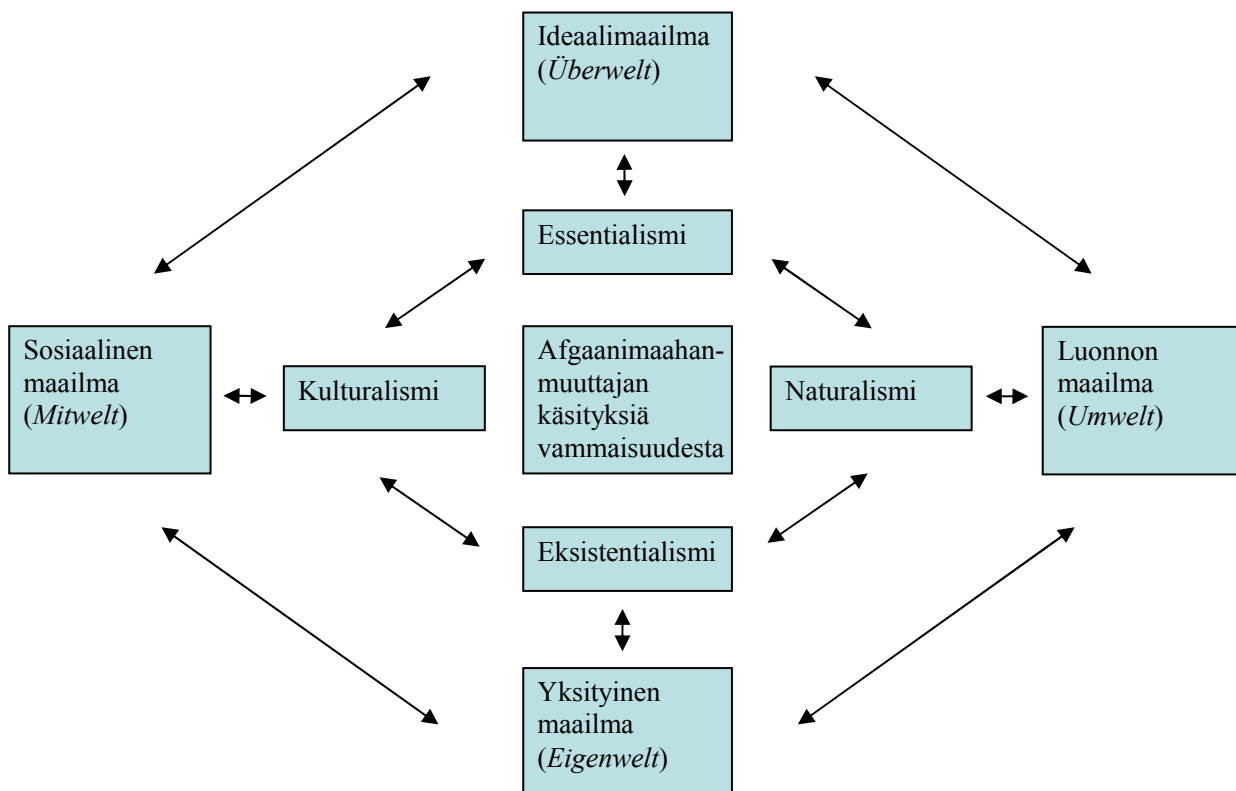 Ideaalimaailma
(Überwelt)
Essentialismi
Sosiaalinen
maailma
(Mitwelt)
Kulturalismi
Afgaanimaahan-
muuttajan
käsityksiä
vammaisuudesta
Naturalismi
Luonnon
maailma
(Umwelt)
Eksistentialismi
Yksityinen
maailma
(Eigenwelt)